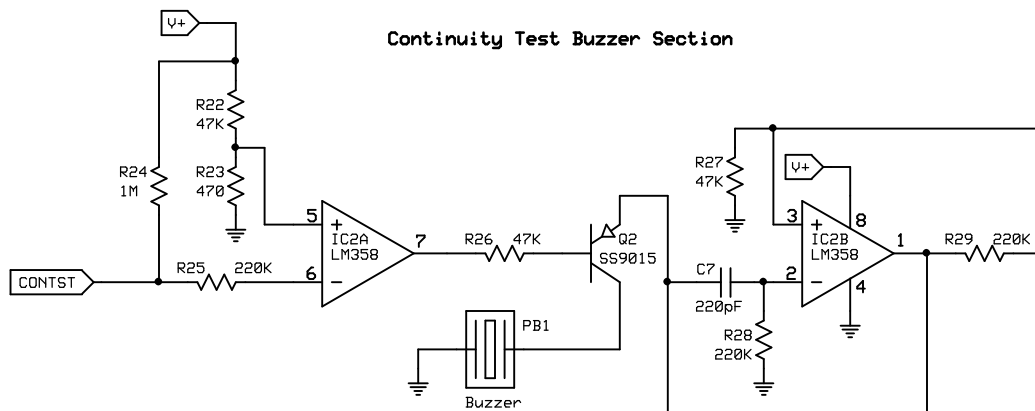 V+
Continuity Test Buzzer Section
R22
47K
R24
1M
R23
470
R27
47K
V+
5
+
IC2A
LM358
7
R26 47K
Q2
SS9015
3
+
8
IC2B
LM358
1
R29 220K
CONTST
R25 220K
6
-
C7
220pF
2
-
4
PB1
R28
220K
Buzzer